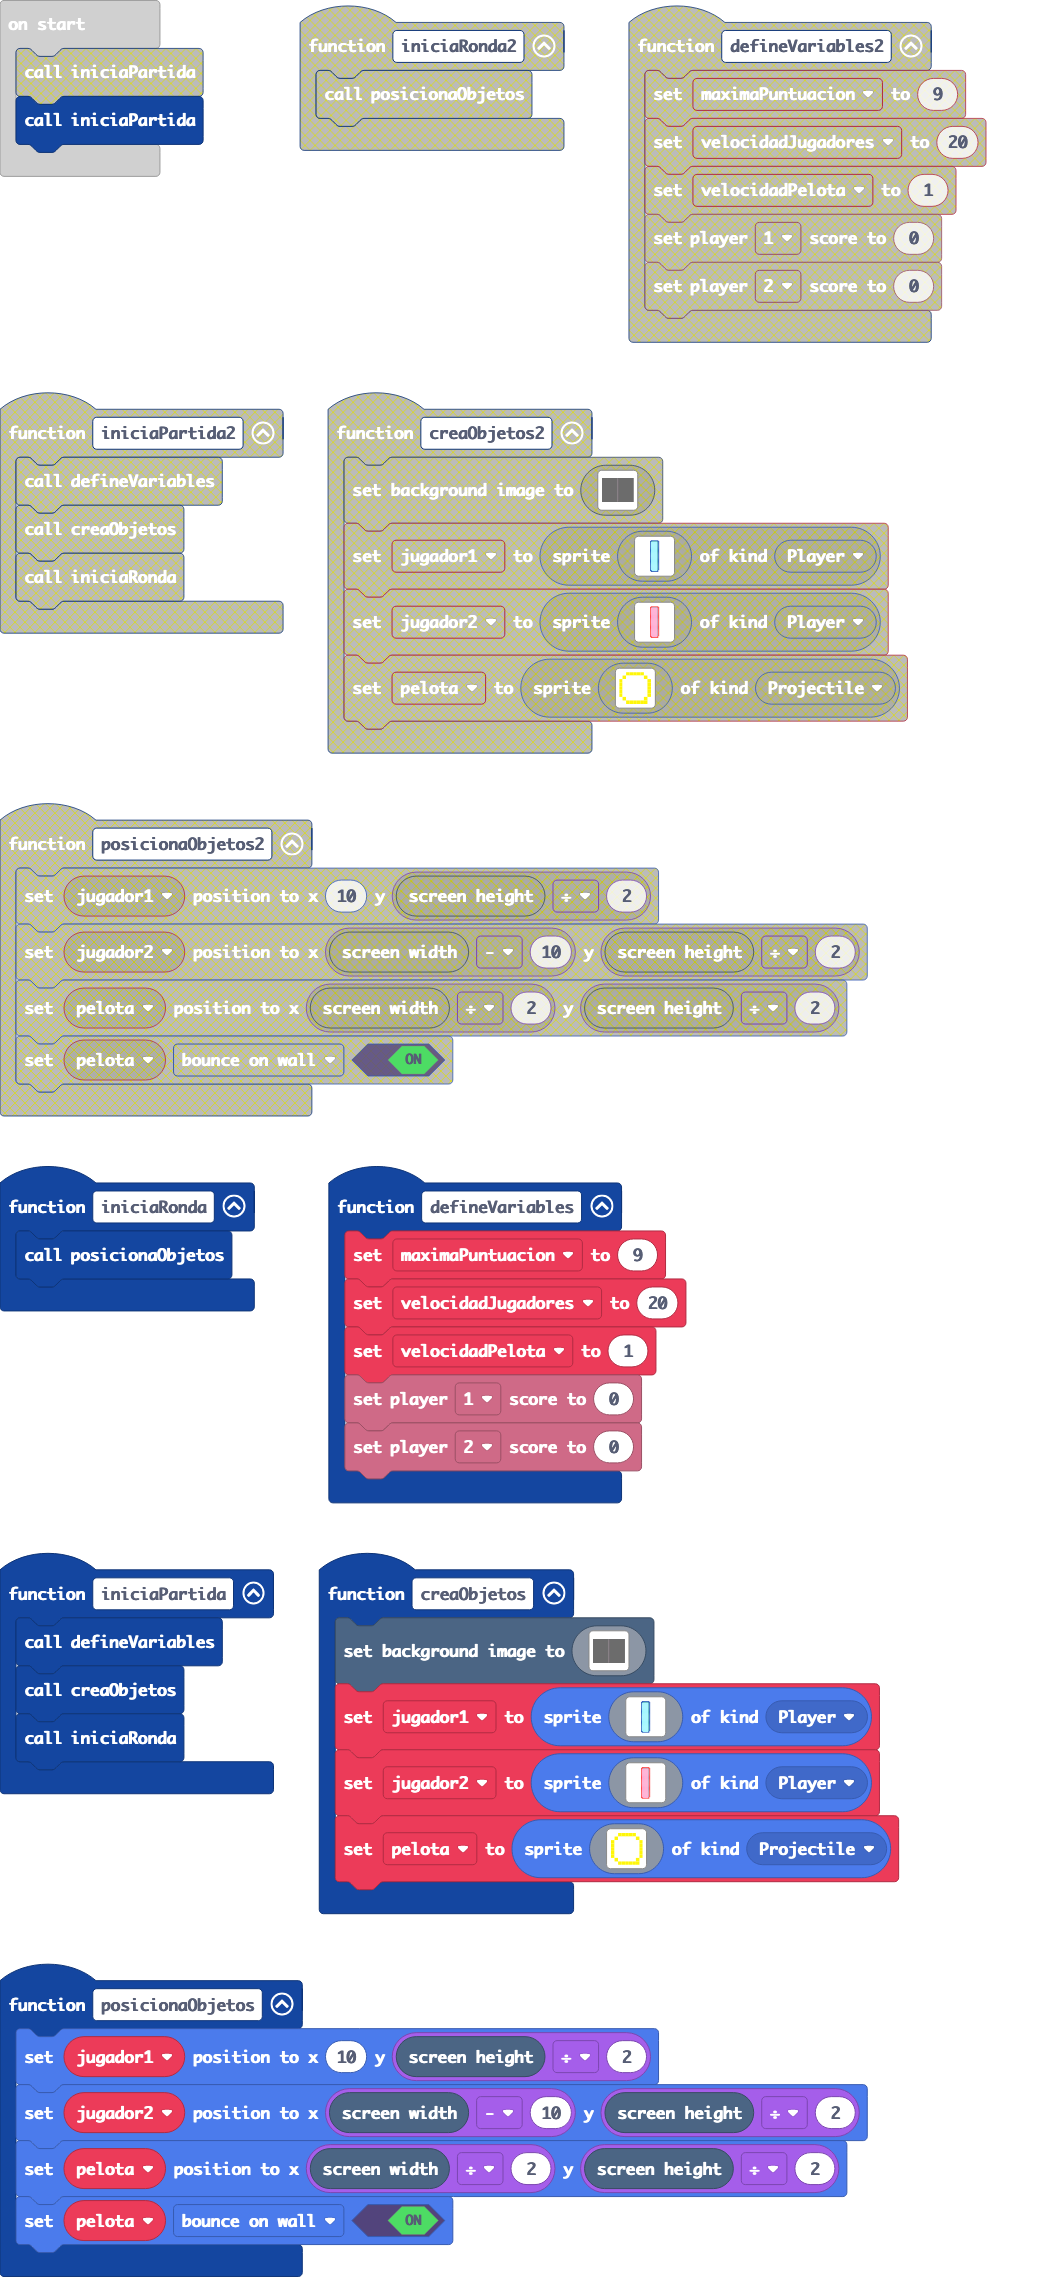 on start
call iniciaPartida
call iniciaPartida
function iniciaRonda2
call posicionaObjetos
function defineVariables2
set maximaPuntuacion to 9
set velocidadJugadores to 20
set velocidadPelota to 1
set player 1 score to 0
set player 2 score to 0
function iniciaPartida2
call defineVariables
call creaObjetos
call iniciaRonda
function creaObjetos2
set background image to
set jugador1 to sprite of kind Player
set jugador2 to sprite of kind Player
set pelota to sprite of kind Projectile
function posicionaObjetos2
set jugador1 position to x 10 y screen height ÷ 2
set jugador2 position to x screen width - 10 y screen height ÷ 2
set pelota position to x screen width ÷ 2 y screen height ÷ 2
set pelota bounce on wall ON
function iniciaRonda
call posicionaObjetos
function defineVariables
set maximaPuntuacion to 9
set velocidadJugadores to 20
set velocidadPelota to 1
set player 1 score to 0
set player 2 score to 0
function iniciaPartida
call defineVariables
call creaObjetos
call iniciaRonda
function creaObjetos
set background image to
set jugador1 to sprite of kind Player
set jugador2 to sprite of kind Player
set pelota to sprite of kind Projectile
function posicionaObjetos
set jugador1 position to x 10 y screen height ÷ 2
set jugador2 position to x screen width - 10 y screen height ÷ 2
set pelota position to x screen width ÷ 2 y screen height ÷ 2
set pelota bounce on wall ON